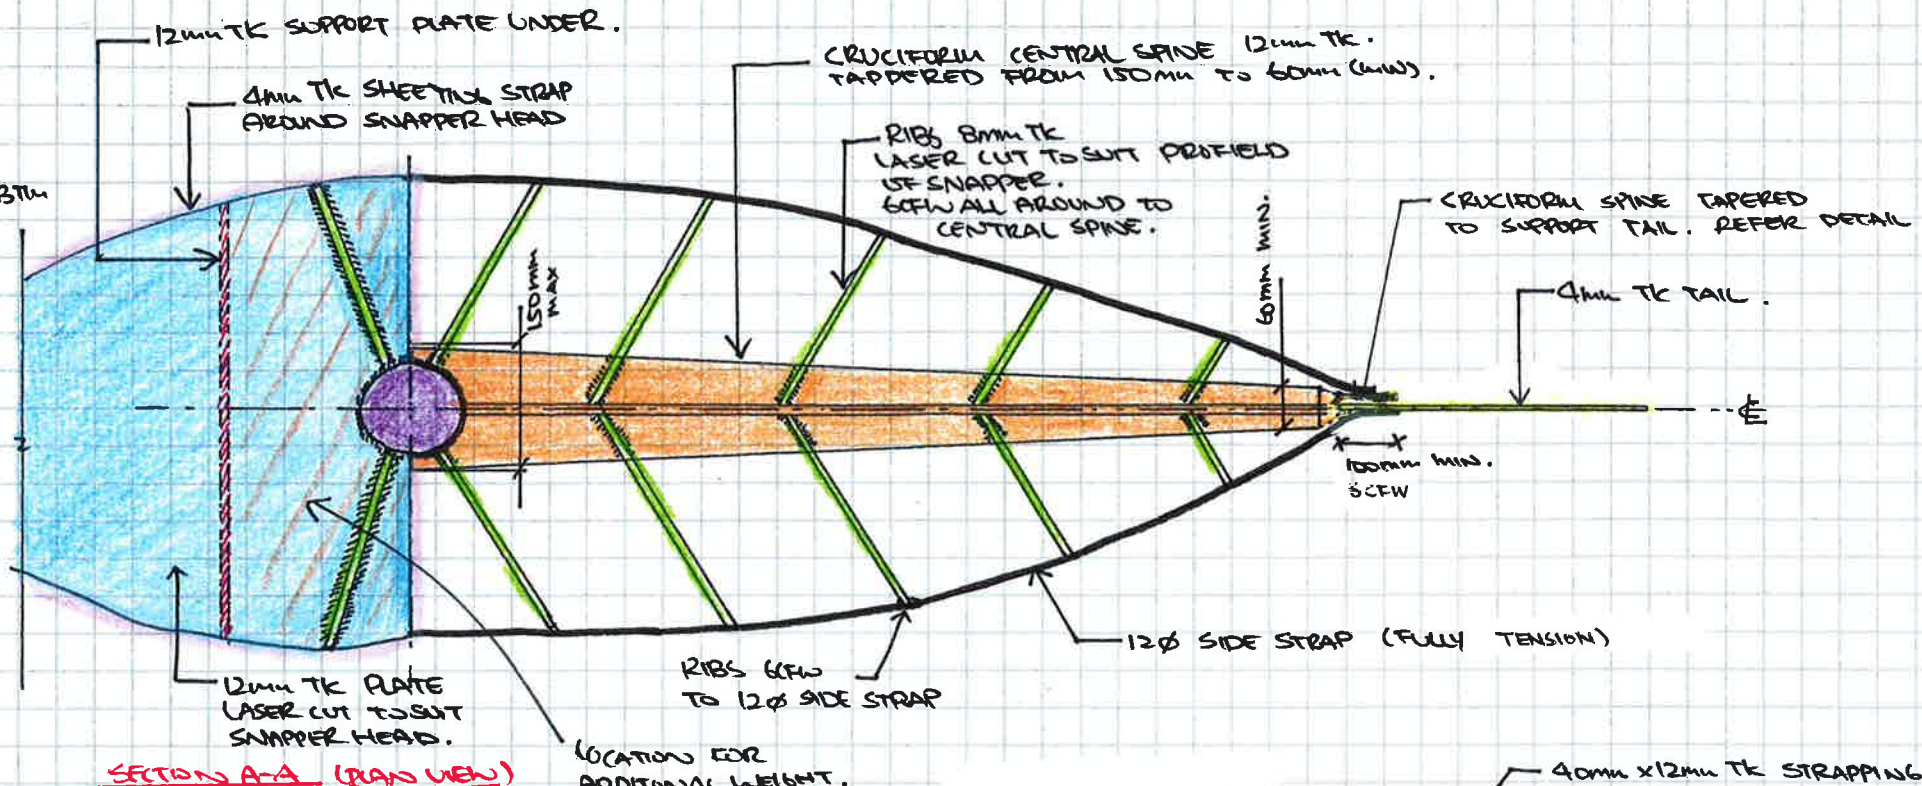 12mm TK SUPPORT PLATE UNDER.
4mm TK SHEETING STRAP
AROUND SNAPPER HEAD
CRUCIFORM CENTRAL SPINE 12mm TK.
TAPPERED FROM 150mm TO 60mm (MIN).
RIBS 8mm TK
LASER CUT TO SUIT PROFIELD
OF SNAPPER.
6CFW ALL AROUND TO
CENTRAL SPINE.
CRUCIFORM SPINE TAPERED
TO SUPPORT TAIL. REFER DETAIL
150mm
MAX
60mm MIN.
4mm TK TAIL.
℄
100mm MIN.
12Ø SIDE STRAP (FULLY TENSION)
RIBS 6CFW
TO 12Ø SIDE STRAP
12mm TK PLATE
LASER CUT TO SUIT
SNAPPER HEAD.
LOCATION FOR
ADDITIONAL WEIGHT.
SECTION A-A (PLAN VIEW)
40mm x 12mm TK STRAPPING